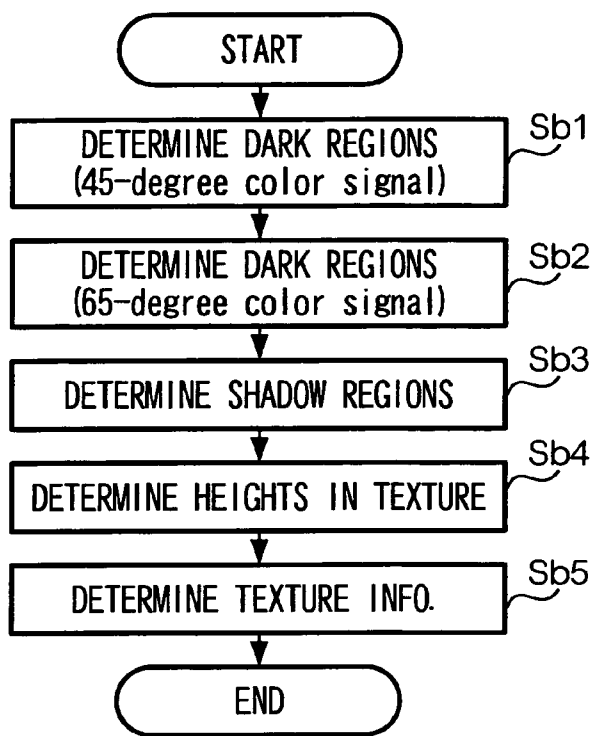 START
DETERMINE DARK REGIONS
(45-degree color signal)
Sb1
DETERMINE DARK REGIONS
(65-degree color signal)
Sb2
DETERMINE SHADOW REGIONS
Sb3
DETERMINE HEIGHTS IN TEXTURE
Sb4
DETERMINE TEXTURE INFO.
Sb5
END